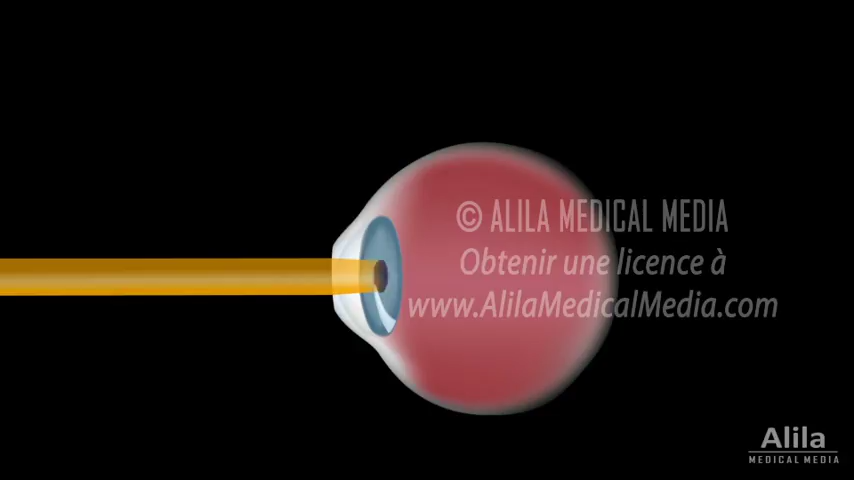 © ALILA MEDICAL MEDIA
Obtenir une licence à
www.AlilaMedicalMedia.com
Alila
MEDICAL MEDIA